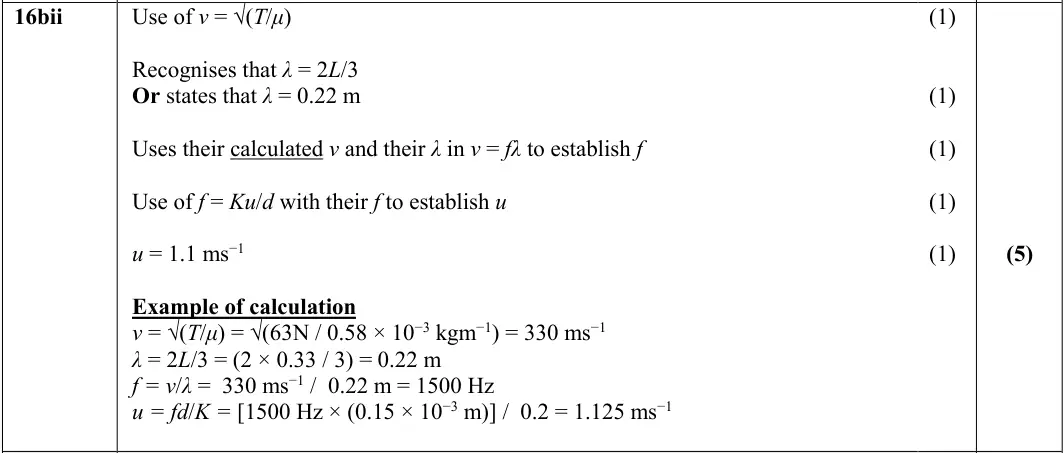 16bii Use of v = √(T/μ) (1)
Recognises that λ = 2L/3
Or states that λ = 0.22 m (1)
Uses their calculated v and their λ in v = fλ to establish f (1)
Use of f = Ku/d with their f to establish u (1)
u = 1.1 ms⁻¹ (1) (5)
Example of calculation
v = √(T/μ) = √(63N / 0.58 × 10⁻³ kgm⁻¹) = 330 ms⁻¹
λ = 2L/3 = (2 × 0.33 / 3) = 0.22 m
f = v/λ = 330 ms⁻¹ / 0.22 m = 1500 Hz
u = fd/K = [1500 Hz × (0.15 × 10⁻³ m)] / 0.2 = 1.125 ms⁻¹